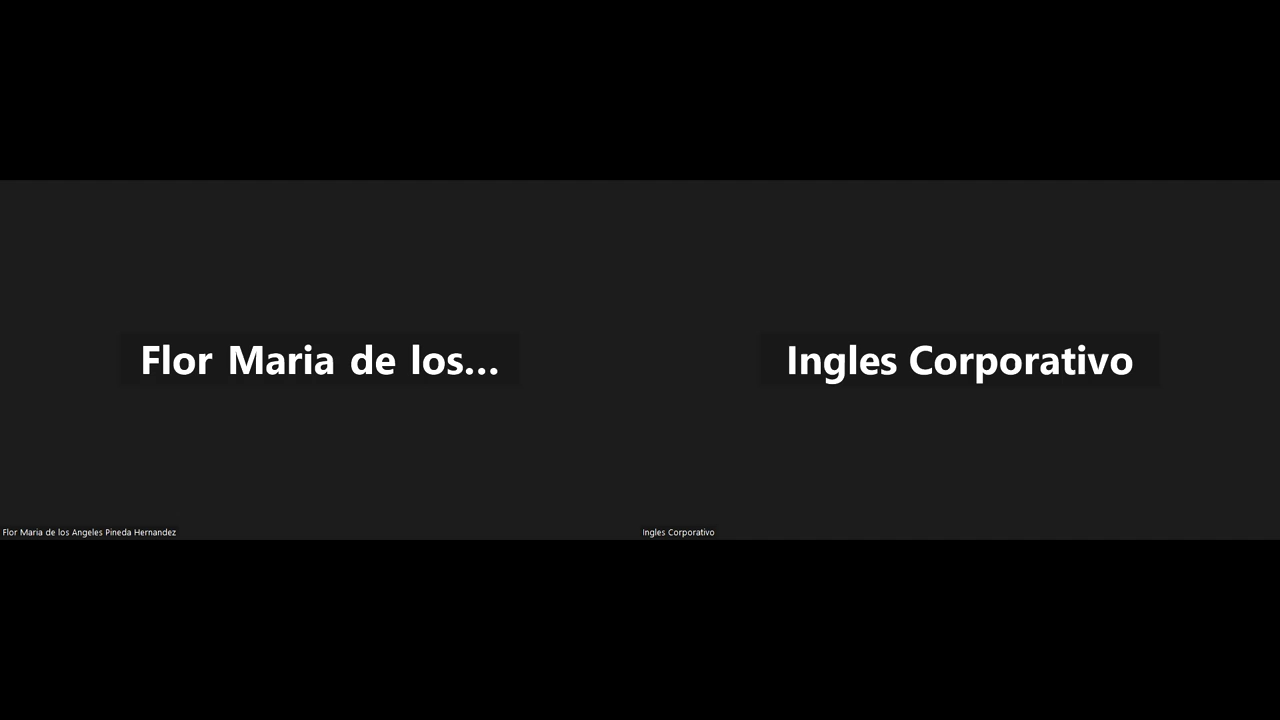 Flor Maria de los...
Ingles Corporativo
Flor Maria de los Angeles Pineda Hernandez
Ingles Corporativo